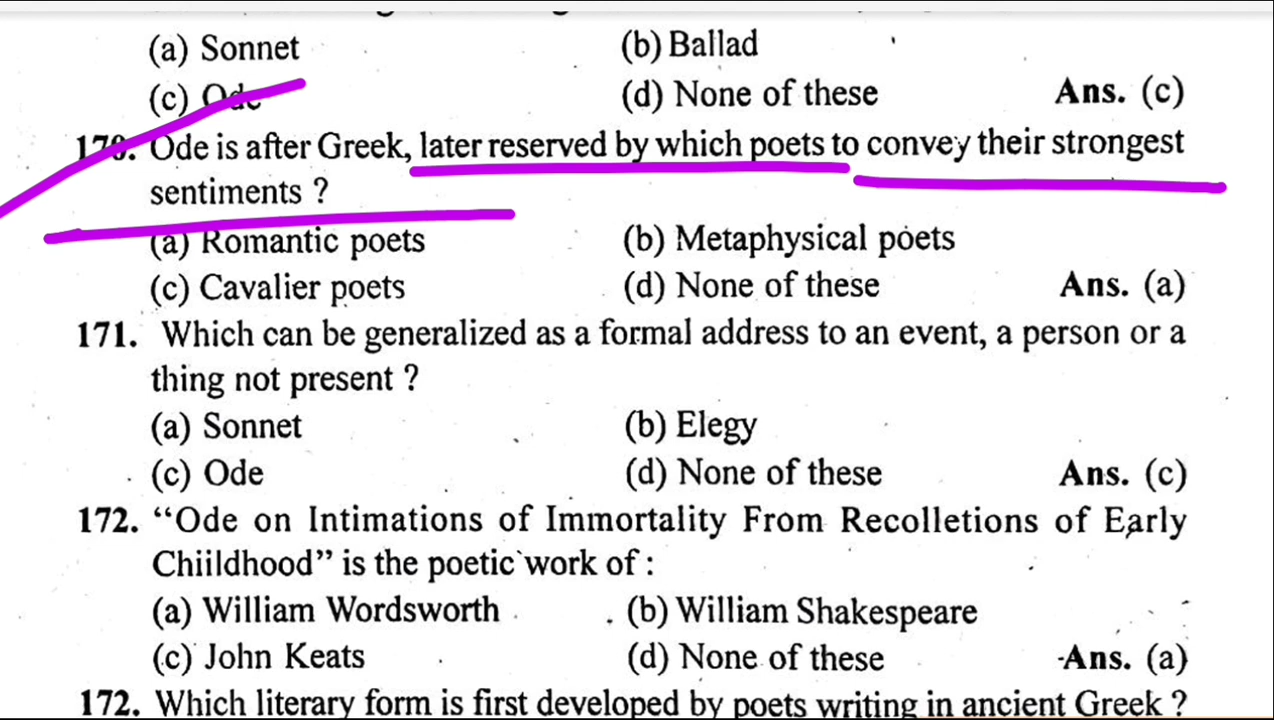 (a) Sonnet (b) Ballad
(c) Ode (d) None of these Ans. (c)
170. Ode is after Greek, later reserved by which poets to convey their strongest
sentiments ?
(a) Romantic poets (b) Metaphysical poets
(c) Cavalier poets (d) None of these Ans. (a)
171. Which can be generalized as a formal address to an event, a person or a
thing not present ?
(a) Sonnet (b) Elegy
(c) Ode (d) None of these Ans. (c)
172. “Ode on Intimations of Immortality From Recolletions of Early
Chiildhood” is the poetic work of :
(a) William Wordsworth (b) William Shakespeare
(c) John Keats (d) None of these Ans. (a)
172. Which literary form is first developed by poets writing in ancient Greek ?